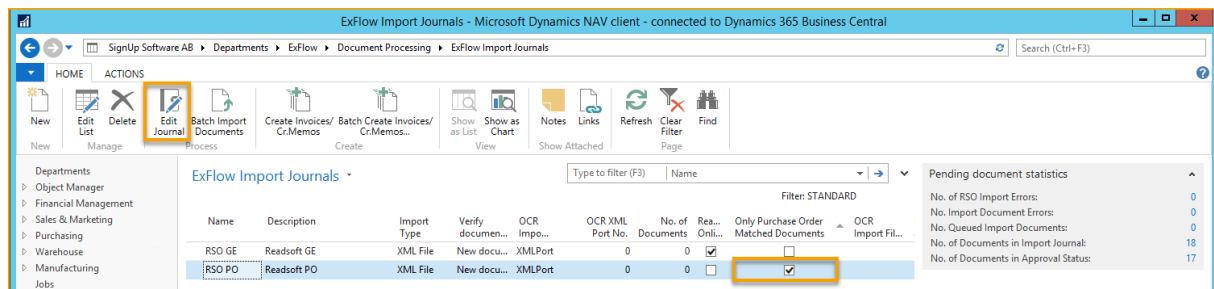 ExFlow Import Journals - Microsoft Dynamics NAV client - connected to Dynamics 365 Business Central
SignUp Software AB Departments ExFlow Document Processing ExFlow Import Journals
Search (Ctrl+F3)
HOME ACTIONS
New
Edit List
Delete
Edit Journal
Batch Import Documents
Create Invoices/ Cr.Memos
Batch Create Invoices/ Cr.Memos...
Show as List
Show as Chart
Notes
Links
Refresh
Clear Filter
Find
New Manage Process Create View Show Attached Page
Departments
Object Manager
Financial Management
Sales & Marketing
Purchasing
Warehouse
Manufacturing
Jobs
ExFlow Import Journals
Type to filter (F3) Name
Filter: STANDARD
Name Description Import Type Verify documen... OCR Impo... OCR XML Port No. No. of Documents Rea... Onli... Only Purchase Order Matched Documents OCR Import Fil...
RSO GE Readsoft GE XML File New docu... XMLPort 0 0
RSO PO Readsoft PO XML File New docu... XMLPort 0 0
Pending document statistics
No. of RSO Import Errors: 0
No. Import Document Errors: 0
No. Queued Import Documents: 0
No. of Documents in Import Journal: 18
No. of Documents in Approval Status: 17